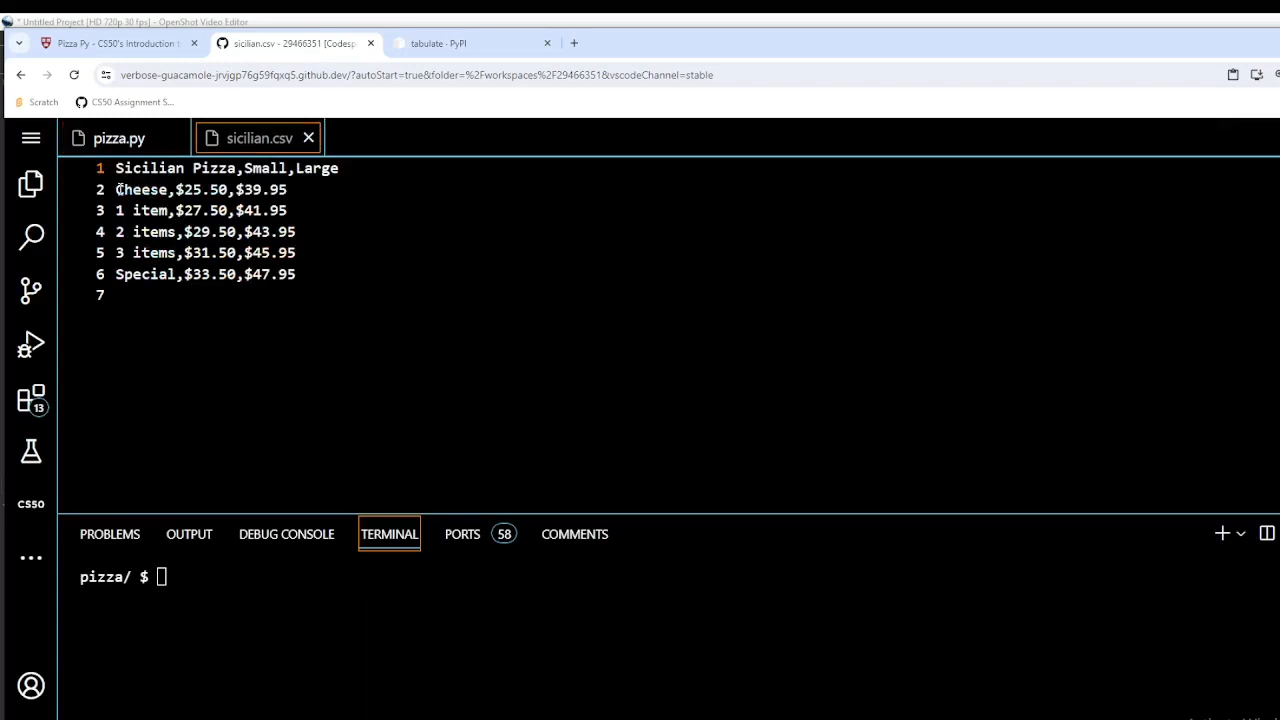 * Untitled Project [HD 720p 30 fps] - OpenShot Video Editor
Pizza Py - CS50's Introduction
sicilian.csv - 29466351 [Codesp
tabulate · PyPI
verbose-guacamole-jrvjgp76g59fqxq5.github.dev/?autoStart=true&folder=%2Fworkspaces%2F29466351&vscodeChannel=stable
Scratch
CS50 Assignment S...
pizza.py
sicilian.csv
1 Sicilian Pizza,Small,Large
2 Cheese,$25.50,$39.95
3 1 item,$27.50,$41.95
4 2 items,$29.50,$43.95
5 3 items,$31.50,$45.95
6 Special,$33.50,$47.95
7
13
CS50
PROBLEMS OUTPUT DEBUG CONSOLE TERMINAL PORTS 58 COMMENTS
pizza/ $